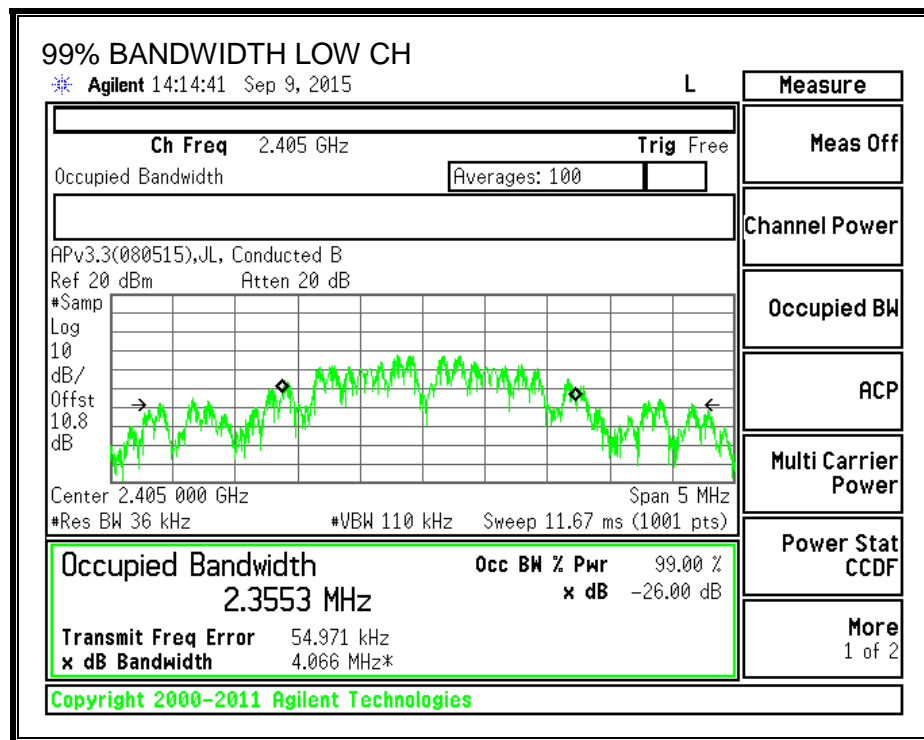 99% BANDWIDTH LOW CH
Agilent 14:14:41 Sep 9, 2015 L
Measure
Ch Freq 2.405 GHz Trig Free
Meas Off
Occupied Bandwidth Averages: 100
Channel Power
APv3.3(080515),JL, Conducted B
Ref 20 dBm Atten 20 dB
#Samp
Log
10
dB/
Offst
10.8
dB
Occupied BW
ACP
Multi Carrier
Power
Center 2.405 000 GHz Span 5 MHz
#Res BW 36 kHz #VBW 110 kHz Sweep 11.67 ms (1001 pts)
Power Stat
CCDF
Occupied Bandwidth Occ BW % Pwr 99.00 %
2.3553 MHz x dB -26.00 dB
Transmit Freq Error 54.971 kHz
x dB Bandwidth 4.066 MHz*
More
1 of 2
Copyright 2000-2011 Agilent Technologies